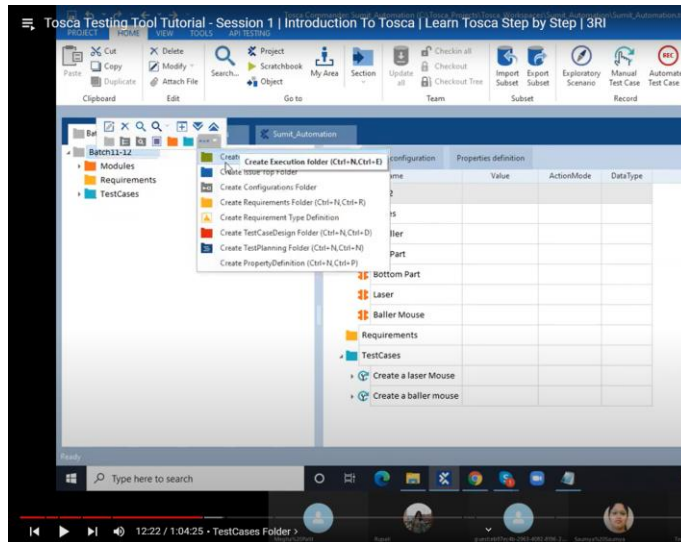 Tosca Testing Tool Tutorial - Session 1 | Introduction To Tosca | Learn Tosca Step by Step | 3RI
PROJECT HOME VIEW TOOLS API TESTING
Paste
Cut
Copy
Duplicate
Clipboard
Delete
Modify
Attach File
Edit
Search...
Project
Scratchbook
Object
My Area
Section
Go to
Update all
Checkin all
Checkout
Checkout Tree
Team
Import Subset
Export Subset
Subset
Exploratory Scenario
Manual Test Case
REC
Automated Test Case
Record
Sumit_Automation
Batch11-12
Modules
Requirements
TestCases
Create Execution folder (Ctrl+N,Ctrl+E)
Create Issue Top Folder
Create Configurations Folder
Create Requirements Folder (Ctrl+N,Ctrl+R)
Create Requirement Type Definition
Create TestCaseDesign Folder (Ctrl+N,Ctrl+D)
Create TestPlanning Folder (Ctrl+N,Ctrl+N)
Create PropertyDefinition (Ctrl+N,Ctrl+P)
configuration Properties definition
Value ActionMode DataType
Part
Bottom Part
Laser
Baller Mouse
Requirements
TestCases
Create a laser Mouse
Create a baller mouse
Ready
Type here to search
12:22 / 1:04:25 • TestCases Folder >